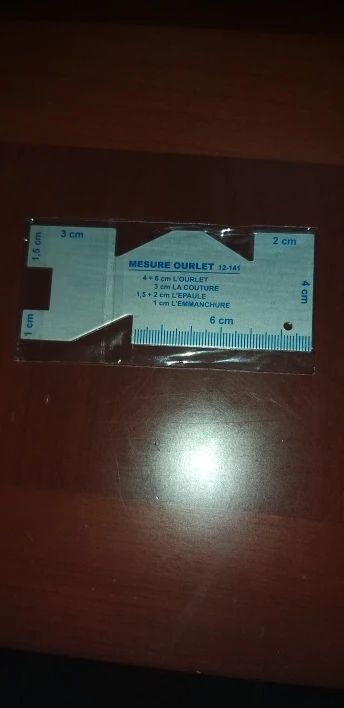 3 cm
2 cm
1,5 cm
MESURE OURLET 12-141
4 + 6 cm L'OURLET
3 cm LA COUTURE
1,5 + 2 cm L'EPAULE
1 cm L'EMMANCHURE
4 cm
1 cm
6 cm